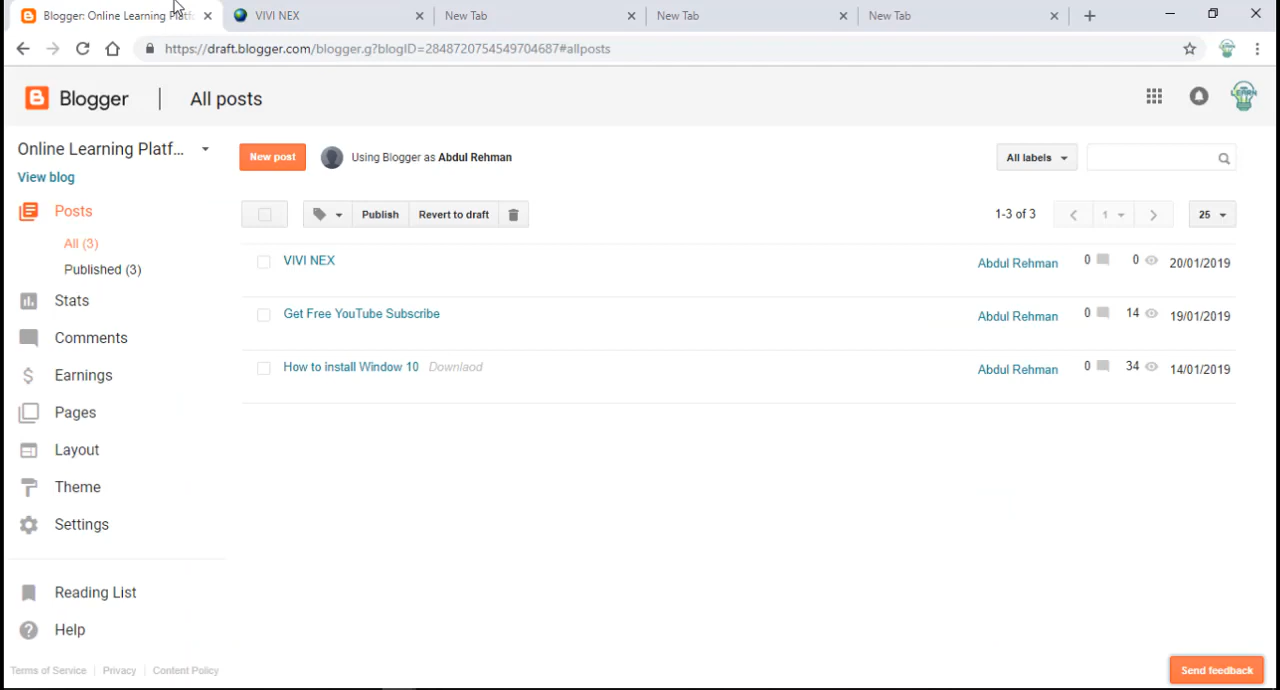 Blogger: Online Learning Platf
VIVI NEX
New Tab
New Tab
New Tab
https://draft.blogger.com/blogger.g?blogID=2848720754549704687#allposts
Blogger | All posts
LEARN
Online Learning Platf...
New post
Using Blogger as Abdul Rehman
All labels
View blog
Posts
Publish
Revert to draft
1-3 of 3
1
25
All (3)
Published (3)
VIVI NEX
Abdul Rehman
0
0
20/01/2019
Stats
Get Free YouTube Subscribe
Abdul Rehman
0
14
19/01/2019
Comments
How to install Window 10 Downlaod
Abdul Rehman
0
34
14/01/2019
Earnings
Pages
Layout
Theme
Settings
Reading List
Help
Terms of Service | Privacy | Content Policy
Send feedback